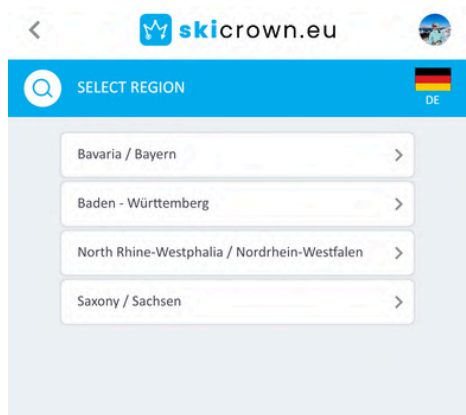 skicrown.eu
SELECT REGION
DE
Bavaria / Bayern
Baden - Württemberg
North Rhine-Westphalia / Nordrhein-Westfalen
Saxony / Sachsen